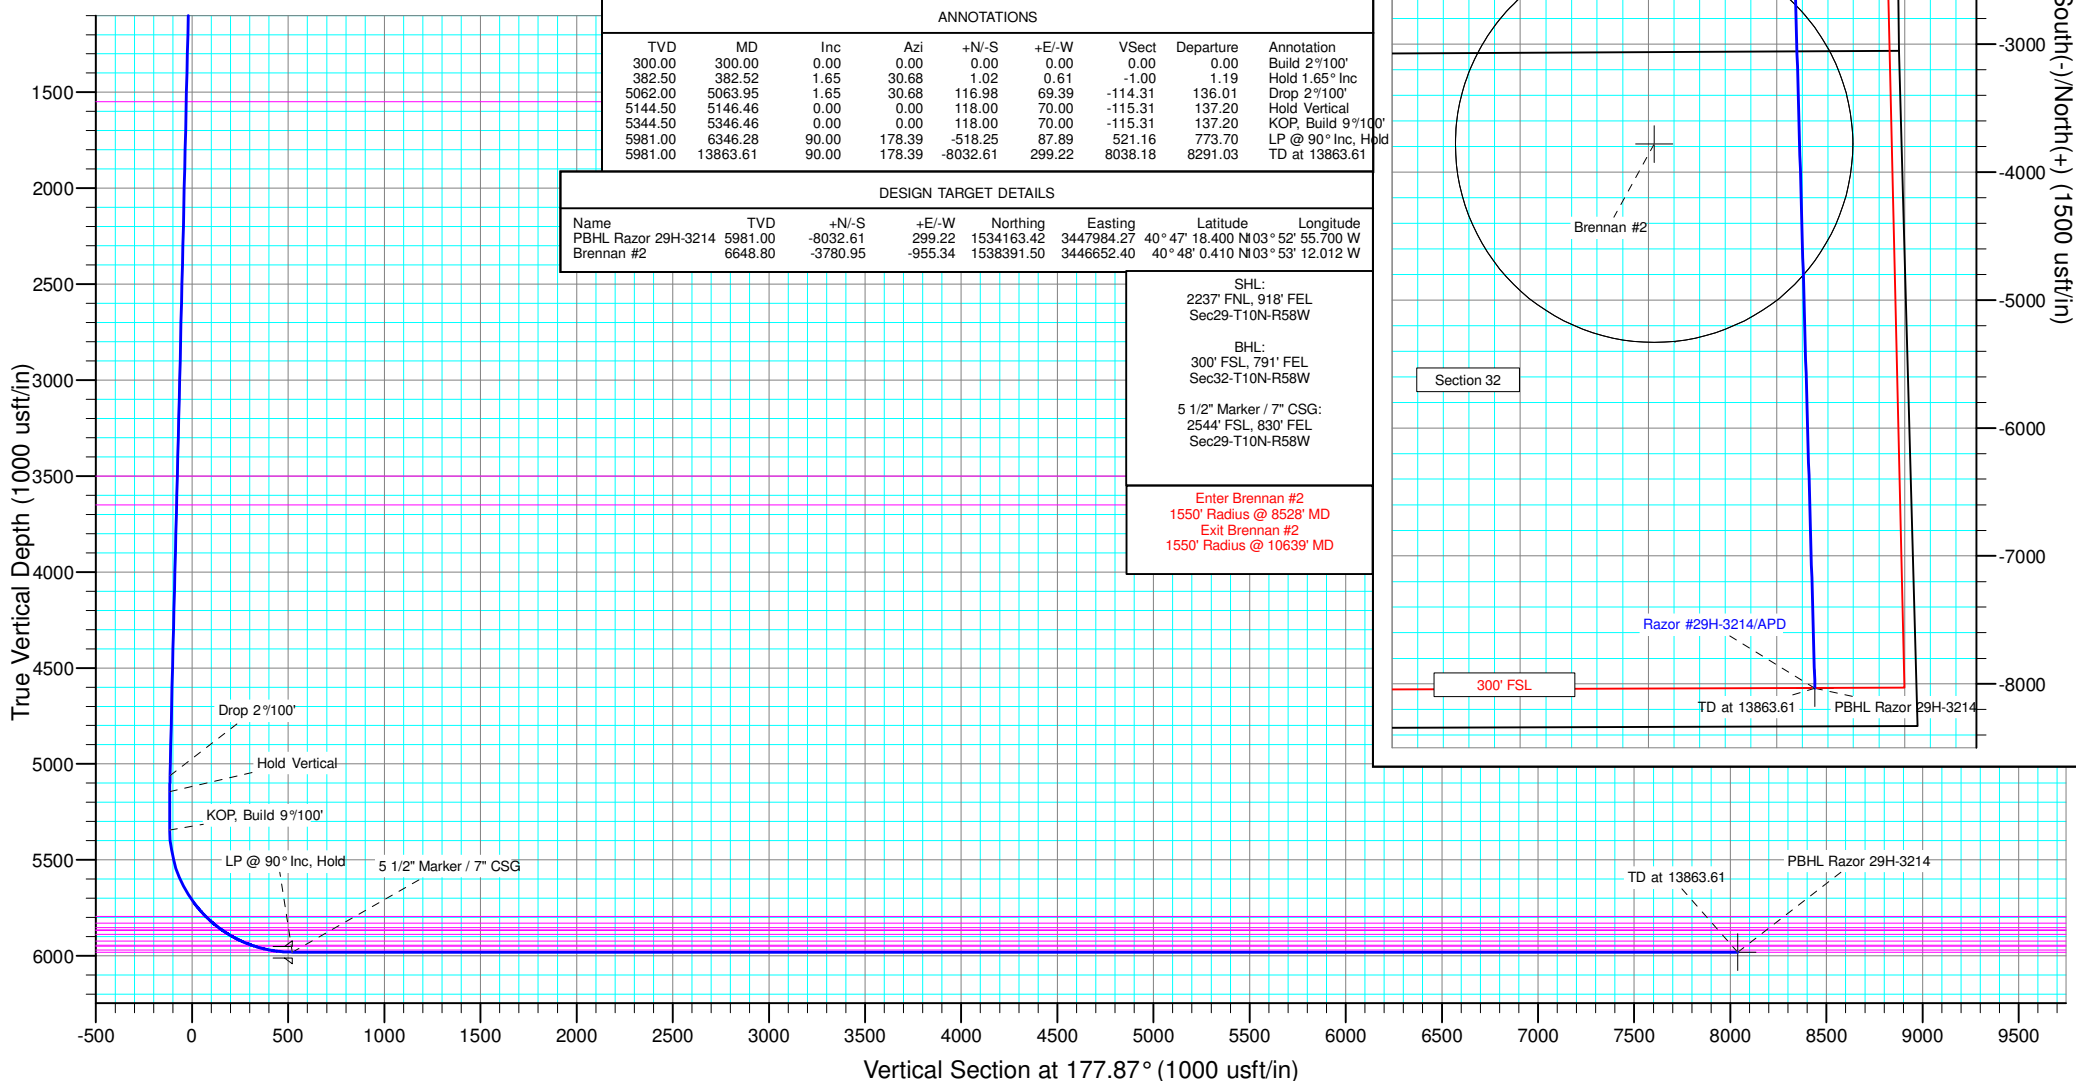 ANNOTATIONS
TVD MD Inc Azi +N/-S +E/-W VSect Departure Annotation
300.00 300.00 0.00 0.00 0.00 0.00 0.00 0.00 Build 2°/100'
382.50 382.52 1.65 30.68 1.02 0.61 -1.00 1.19 Hold 1.65° Inc
5062.00 5063.95 1.65 30.68 116.98 69.39 -114.31 136.01 Drop 2°/100'
5144.50 5146.46 0.00 0.00 118.00 70.00 -115.31 137.20 Hold Vertical
5344.50 5346.46 0.00 0.00 118.00 70.00 -115.31 137.20 KOP, Build 9°/100'
5981.00 6346.28 90.00 178.39 -518.25 87.89 521.16 773.70 LP @ 90° Inc, Hold
5981.00 13863.61 90.00 178.39 -8032.61 299.22 8038.18 8291.03 TD at 13863.61
DESIGN TARGET DETAILS
Name TVD +N/-S +E/-W Northing Easting Latitude Longitude
PBHL Razor 29H-3214 5981.00 -8032.61 299.22 1534163.42 3447984.27 40° 47' 18.400 N 103° 52' 55.700 W
Brennan #2 6648.80 -3780.95 -955.34 1538391.50 3446652.40 40° 48' 0.410 N 103° 53' 12.012 W
SHL:
2237' FNL, 918' FEL
Sec29-T10N-R58W
BHL:
300' FSL, 791' FEL
Sec32-T10N-R58W
5 1/2" Marker / 7" CSG:
2544' FSL, 830' FEL
Sec29-T10N-R58W
Enter Brennan #2
1550' Radius @ 8528' MD
Exit Brennan #2
1550' Radius @ 10639' MD
True Vertical Depth (1000 usft/in)
1500
2000
2500
3000
3500
4000
4500
5000
5500
6000
Drop 2°/100'
Hold Vertical
KOP, Build 9°/100'
LP @ 90° Inc, Hold
5 1/2" Marker / 7" CSG
TD at 13863.61
PBHL Razor 29H-3214
-500 0 500 1000 1500 2000 2500 3000 3500 4000 4500 5000 5500 6000 6500 7000 7500 8000 8500 9000 9500
Vertical Section at 177.87° (1000 usft/in)
Brennan #2
Section 32
Razor #29H-3214/APD
300' FSL
TD at 13863.61
PBHL Razor 29H-3214
-3000
-4000
-5000
-6000
-7000
-8000
South(-)/North(+) (1500 usft/in)